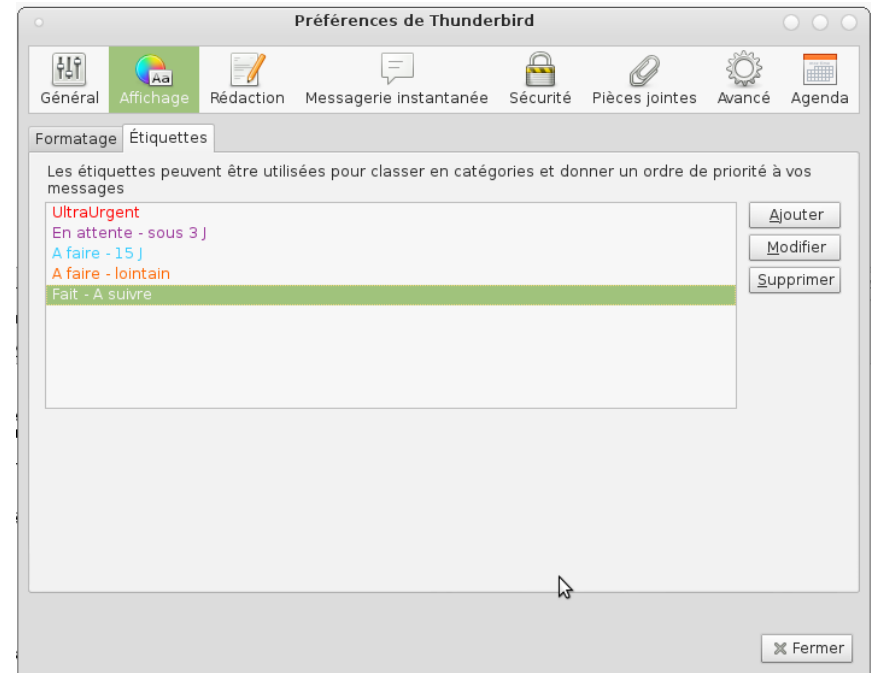 Préférences de Thunderbird
Général Affichage Rédaction Messagerie instantanée Sécurité Pièces jointes Avancé Agenda
Formatage Étiquettes
Les étiquettes peuvent être utilisées pour classer en catégories et donner un ordre de priorité à vos
messages
UltraUrgent
En attente - sous 3 J
A faire - 15 J
A faire - lointain
Fait - A suivre
Ajouter
Modifier
Supprimer
Fermer